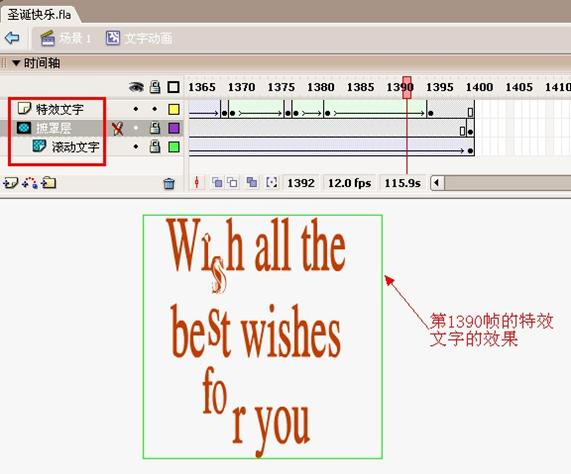 圣诞快乐.fla
场景 1 文字动画
时间轴
1365 1370 1375 1380 1385 1390 1395 1400 1405 1410
特效文字
遮罩层
滚动文字
1392 12.0 fps 115.9s
Wish all the
best wishes
for you
第1390帧的特效
文字的效果